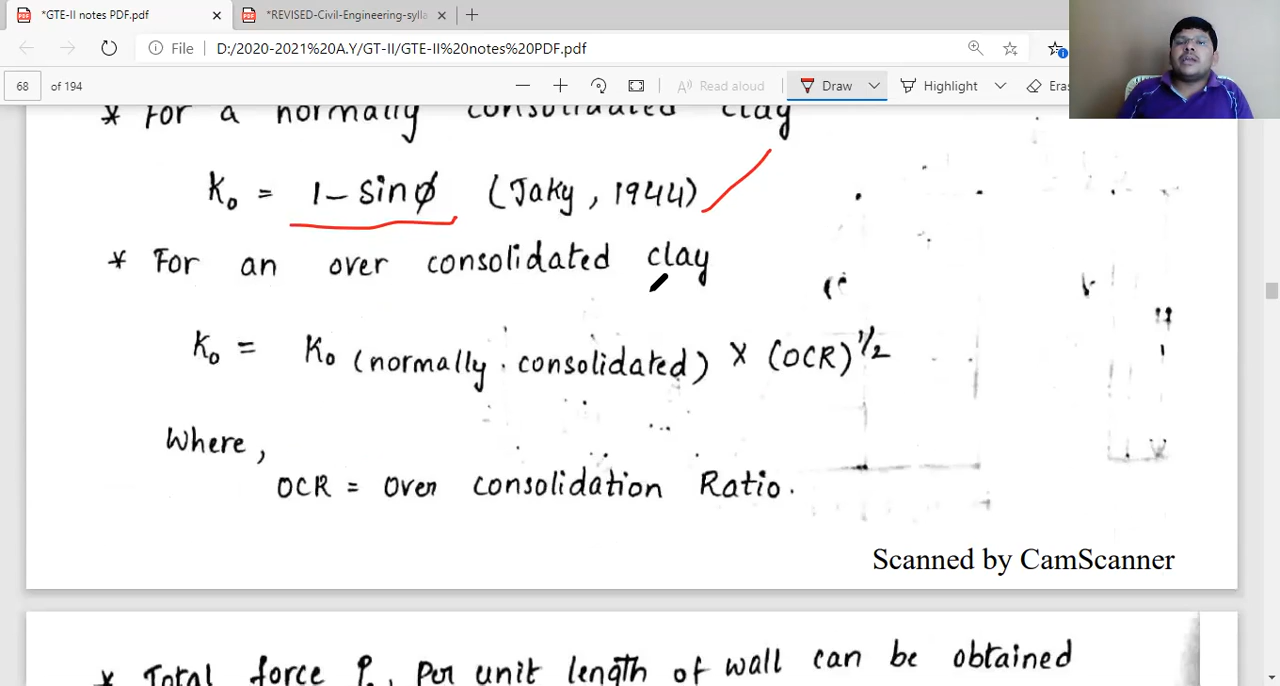 *GTE-II notes PDF.pdf
*REVISED-Civil-Engineering-sylla
File D:/2020-2021%20A.Y/GT-II/GTE-II%20notes%20PDF.pdf
68 of 194 Read aloud Draw Highlight Eras
* For a normally consolidated clay
K₀ = 1 - sinϕ (Jaky, 1944)
* For an over consolidated clay
K₀ = K₀ (normally consolidated) × (OCR)^1/2
Where,
OCR = Over consolidation Ratio.
Scanned by CamScanner
* Total force P₀ per unit length of wall can be obtained